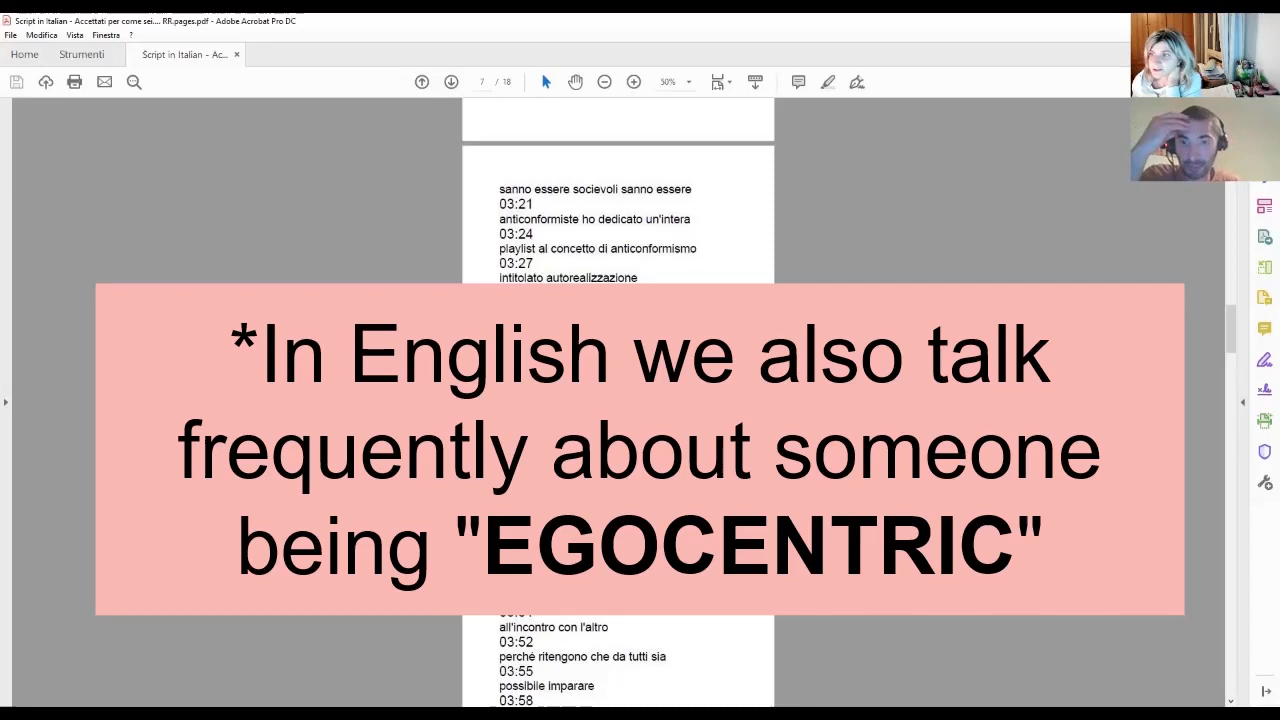 Script in Italian - Accettati per come sei.... RR.pages.pdf - Adobe Acrobat Pro DC
File Modifica Vista Finestra ?
Home Strumenti Script in Italian - Ac... ×
7 / 18 50%
sanno essere socievoli sanno essere
03:21
anticonformiste ho dedicato un'intera
03:24
playlist al concetto di anticonformismo
03:27
intitolato autorealizzazione
*In English we also talk
frequently about someone
being "EGOCENTRIC"
all'incontro con l'altro
03:52
perché ritengono che da tutti sia
03:55
possibile imparare
03:58